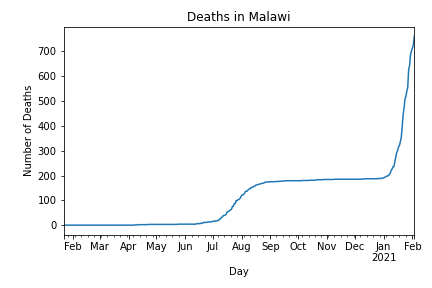 Deaths in Malawi
Number of Deaths
700
600
500
400
300
200
100
0
Feb Mar Apr May Jun Jul Aug Sep Oct Nov Dec Jan Feb
2021
Day